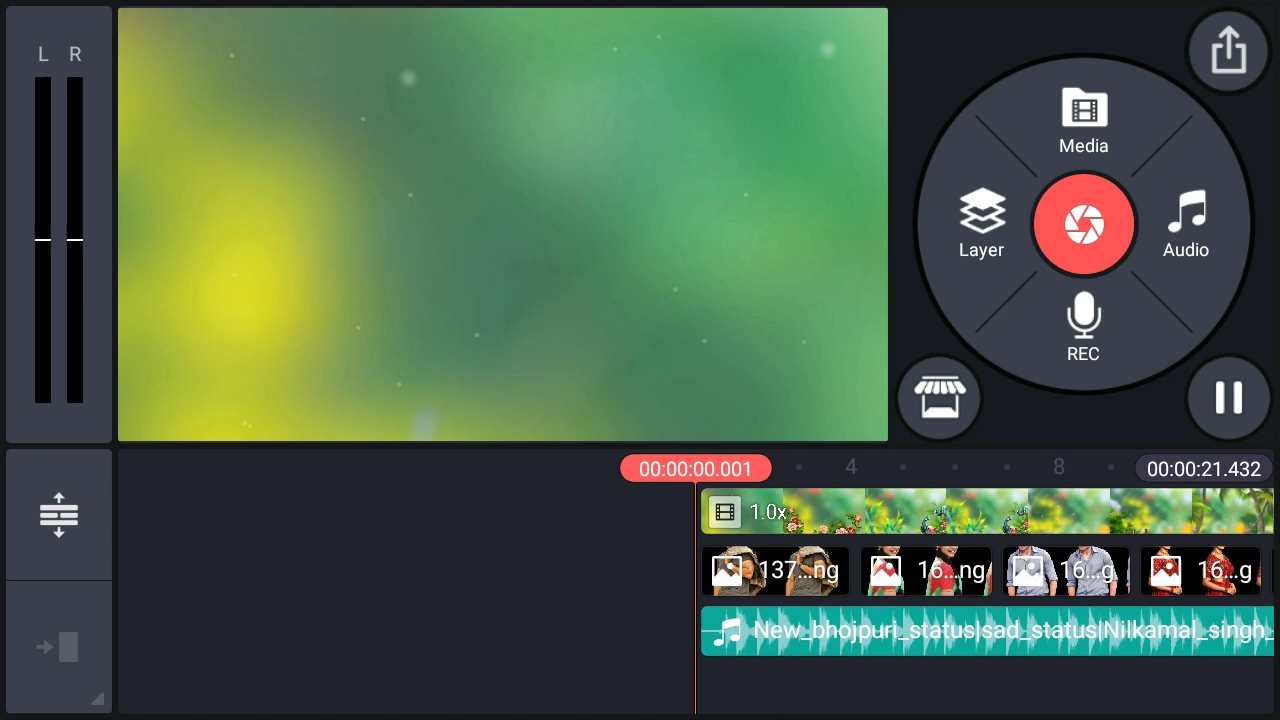 L R
Media
Layer
Audio
REC
00:00:00.001
4
8
00:00:21.432
1.0x
137...ng
16...ng
16...g
16...g
New_bhojpuri_status|sad_status|Nilkamal_singh_